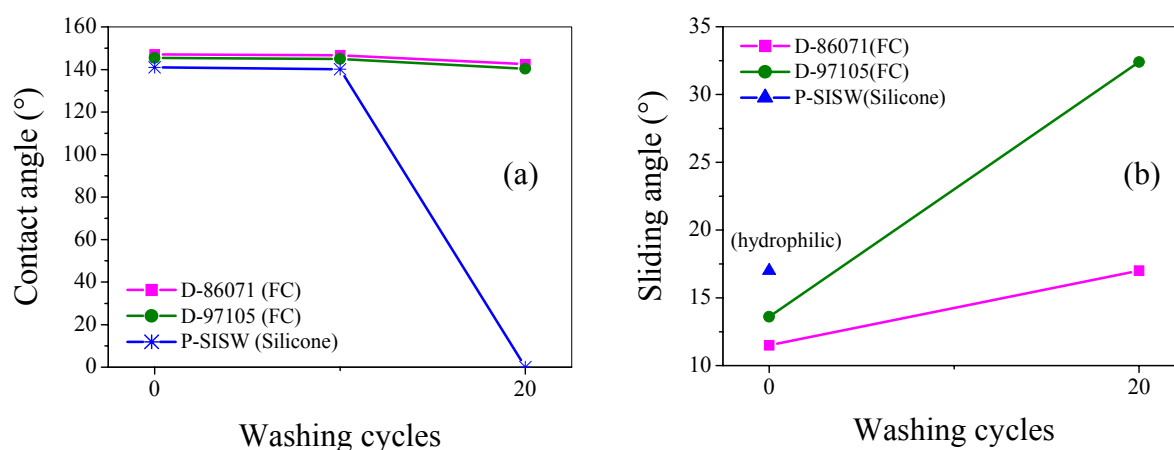 160
140
120
100
80
60
40
20
0
Contact angle (°)
(a)
D-86071 (FC)
D-97105 (FC)
P-SISW (Silicone)
0
20
Washing cycles
35
30
25
20
15
10
Sliding angle (°)
D-86071(FC)
D-97105(FC)
P-SISW(Silicone)
(b)
(hydrophilic)
0
20
Washing cycles